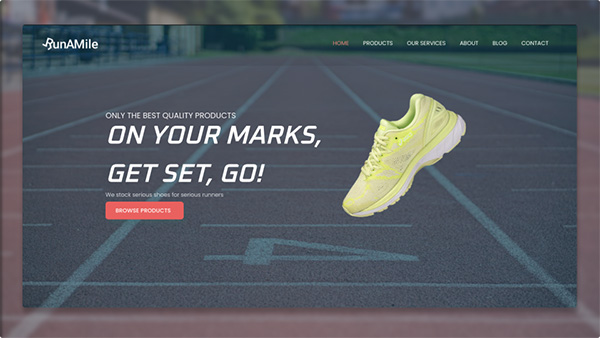 RunAMile
HOME PRODUCTS OUR SERVICES ABOUT BLOG CONTACT
ONLY THE BEST QUALITY PRODUCTS
ON YOUR MARKS,
GET SET, GO!
We stock serious shoes for serious runners
BROWSE PRODUCTS
4